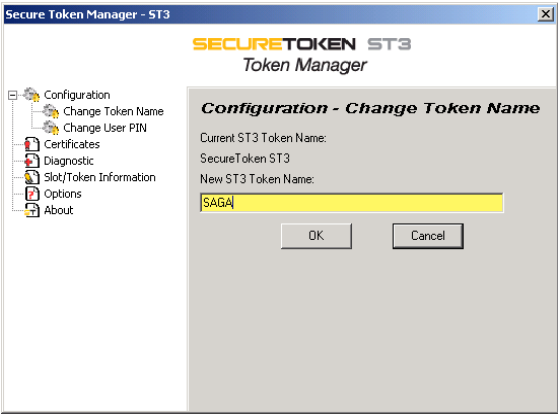 Secure Token Manager - ST3
SECURETOKEN ST3
Token Manager
Configuration
Change Token Name
Change User PIN
Certificates
Diagnostic
Slot/Token Information
Options
About
Configuration - Change Token Name
Current ST3 Token Name:
SecureToken ST3
New ST3 Token Name:
SAGA
OK
Cancel